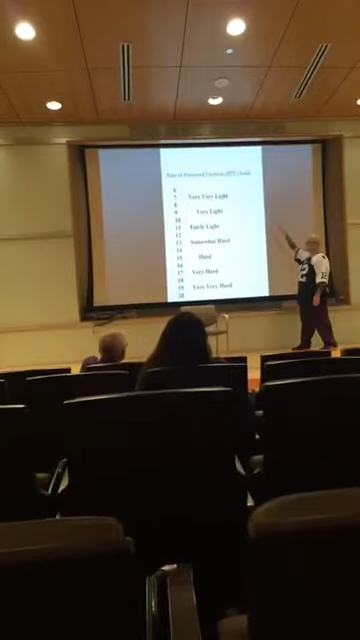 Rate of Perceived Exertion (RPE) Scale
6
7 Very Very Light
8
9 Very Light
10
11 Fairly Light
12
13 Somewhat Hard
14
15 Hard
16
17 Very Hard
18
19 Very Very Hard
20
12